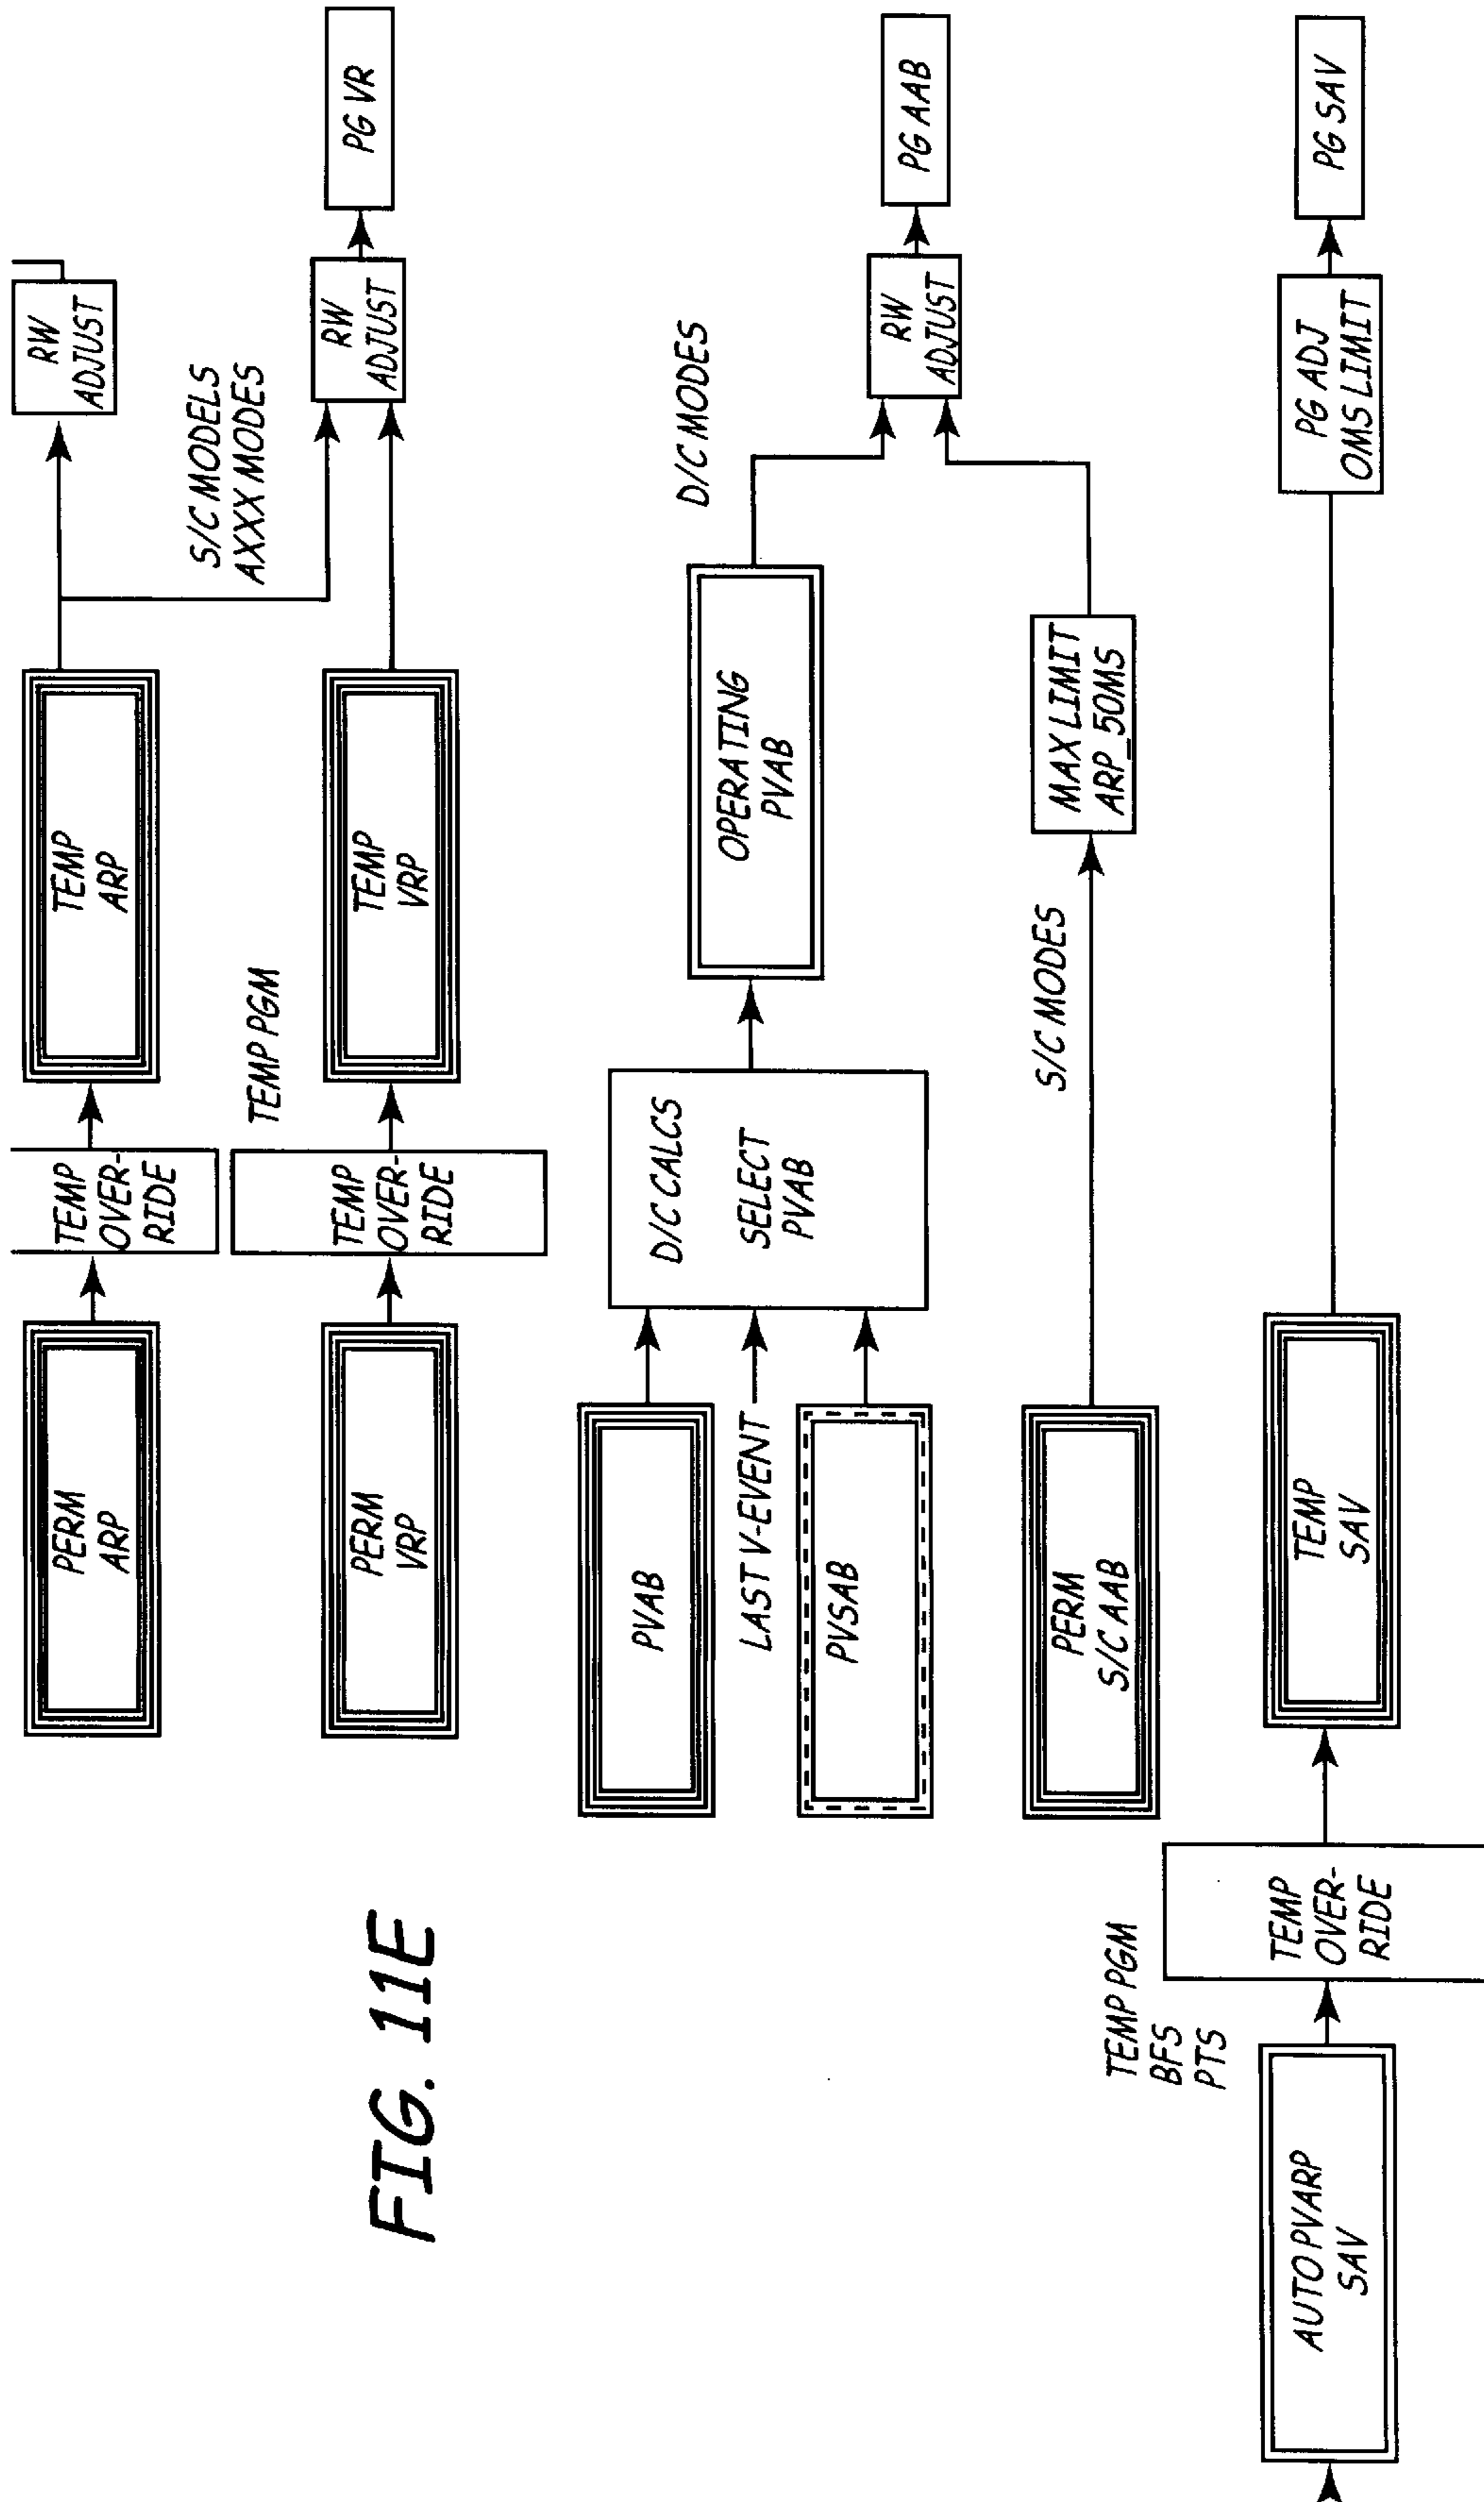 PERM
ARP
TEMP
OVER-
RIDE
TEMP
ARP
RW
ADJUST
S/C MODELS
AXXX MODES
TEMP PGM
PERM
VRP
TEMP
OVER-
RIDE
TEMP
VRP
RW
ADJUST
PG VR
PVAB
LAST V-EVENT
PVSAB
D/C CALCS
SELECT
PVAB
OPERATING
PVAB
D/C MODES
RW
ADJUST
PG AAB
PERM
S/C AAB
S/C MODES
MAX LIMIT
ARP_50MS
TEMP PGM
BFS
PTS
AUTO PVARP
SAV
TEMP
OVER-
RIDE
TEMP
SAV
PG ADJ
OMS LIMIT
PG SAV
FIG. 11E